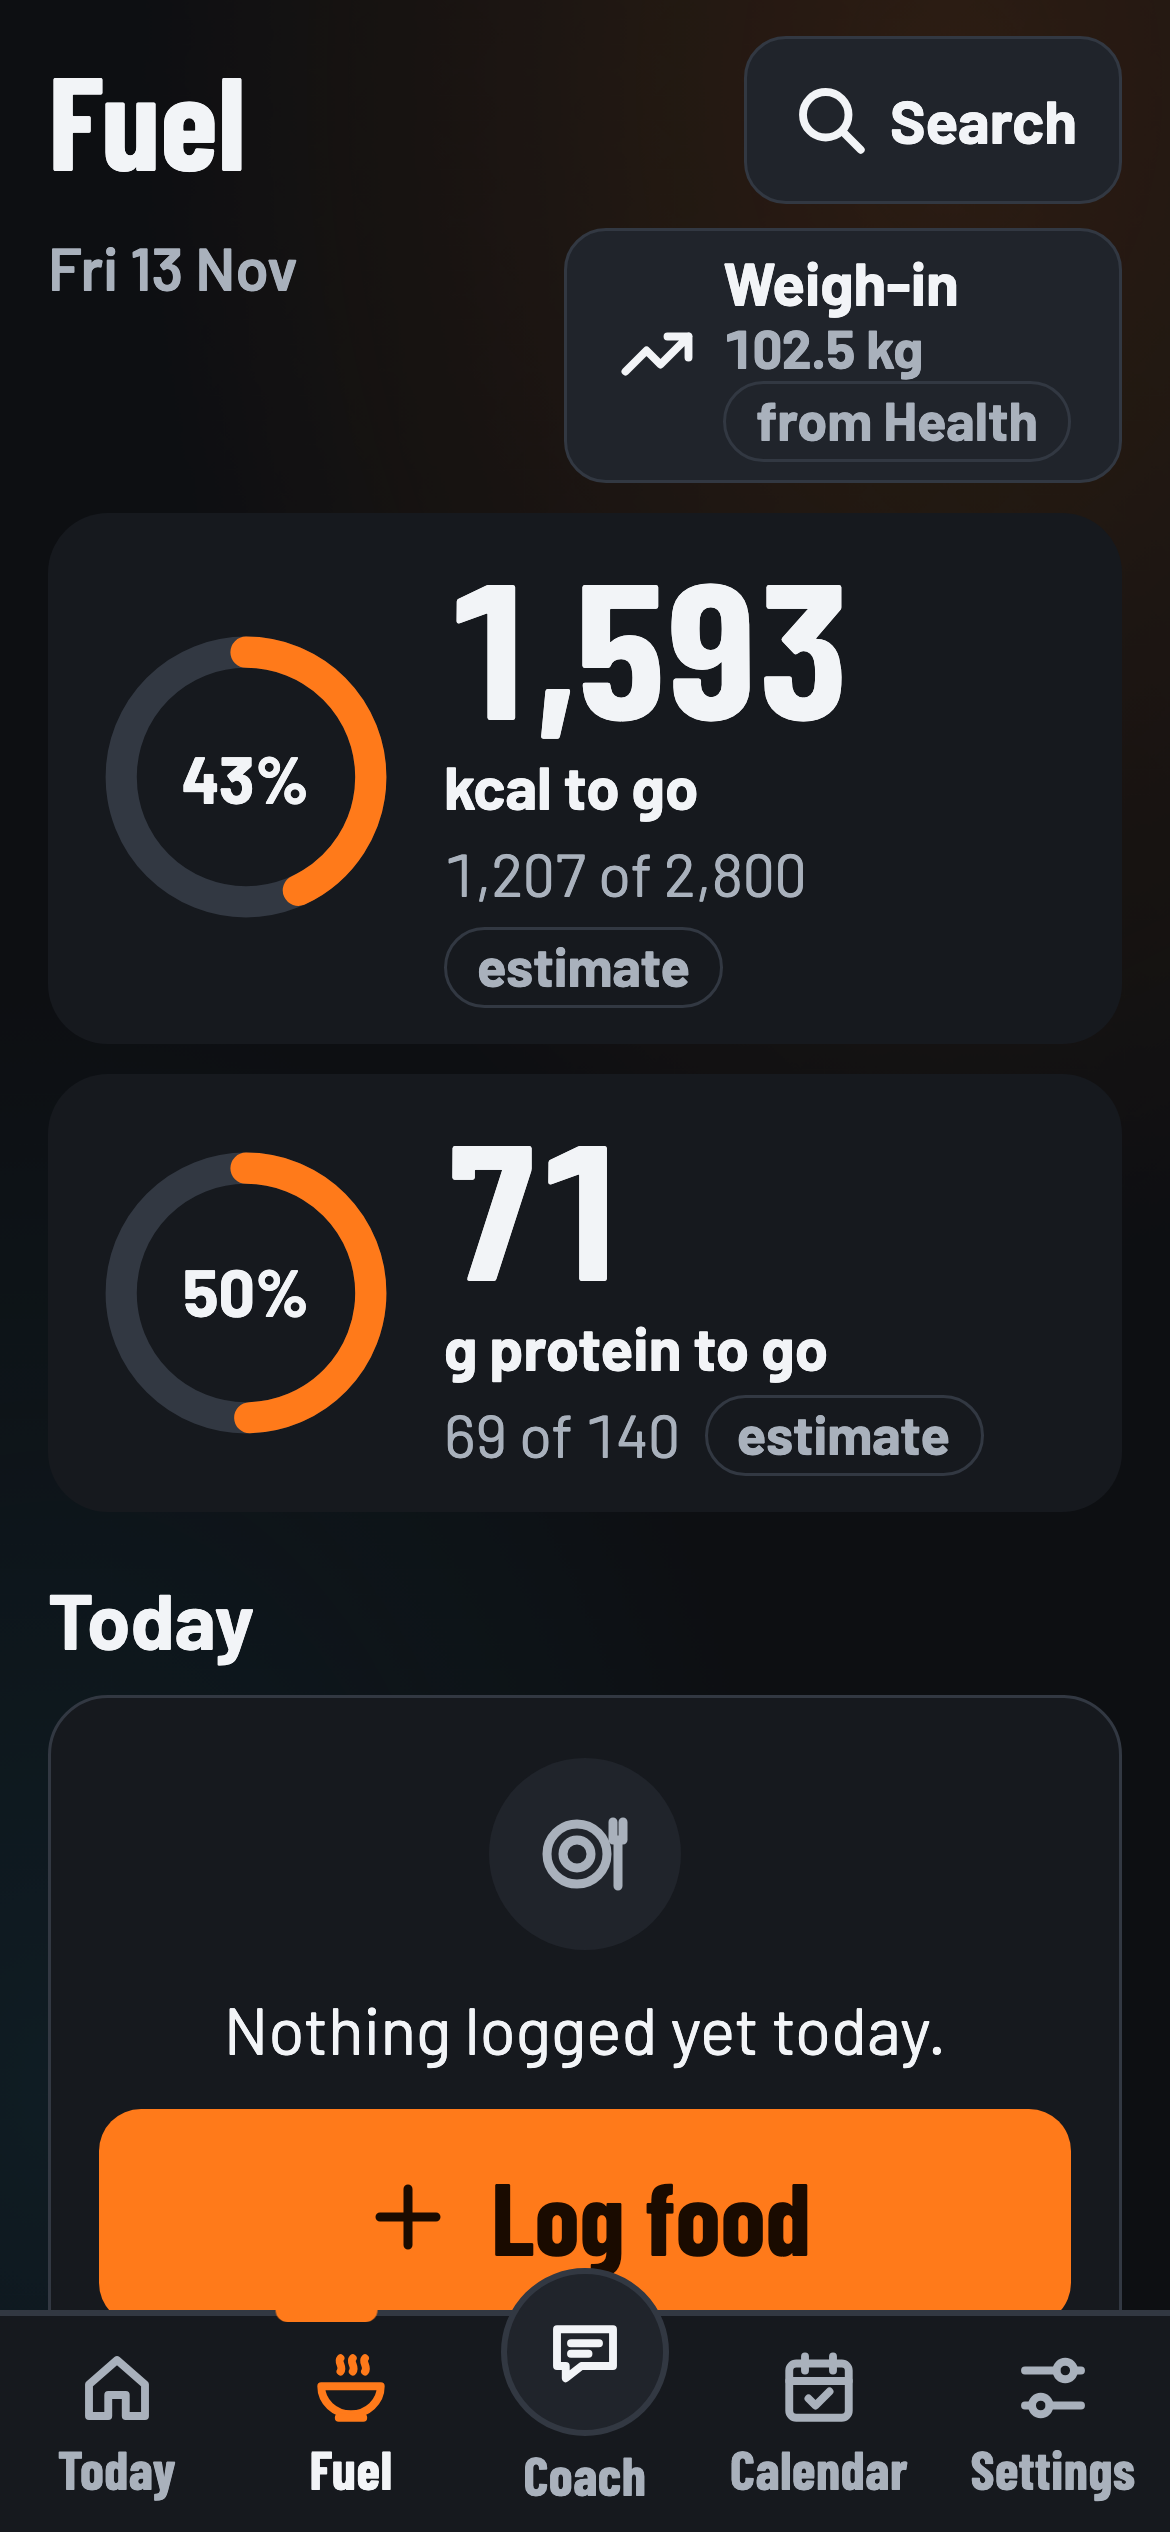 Fuel
Search
Fri 13 Nov
Weigh-in
102.5 kg
from Health
43%
1,593
kcal to go
1,207 of 2,800
estimate
50%
71
g protein to go
69 of 140 estimate
Today
Nothing logged yet today.
Log food
Today
Fuel
Coach
Calendar
Settings